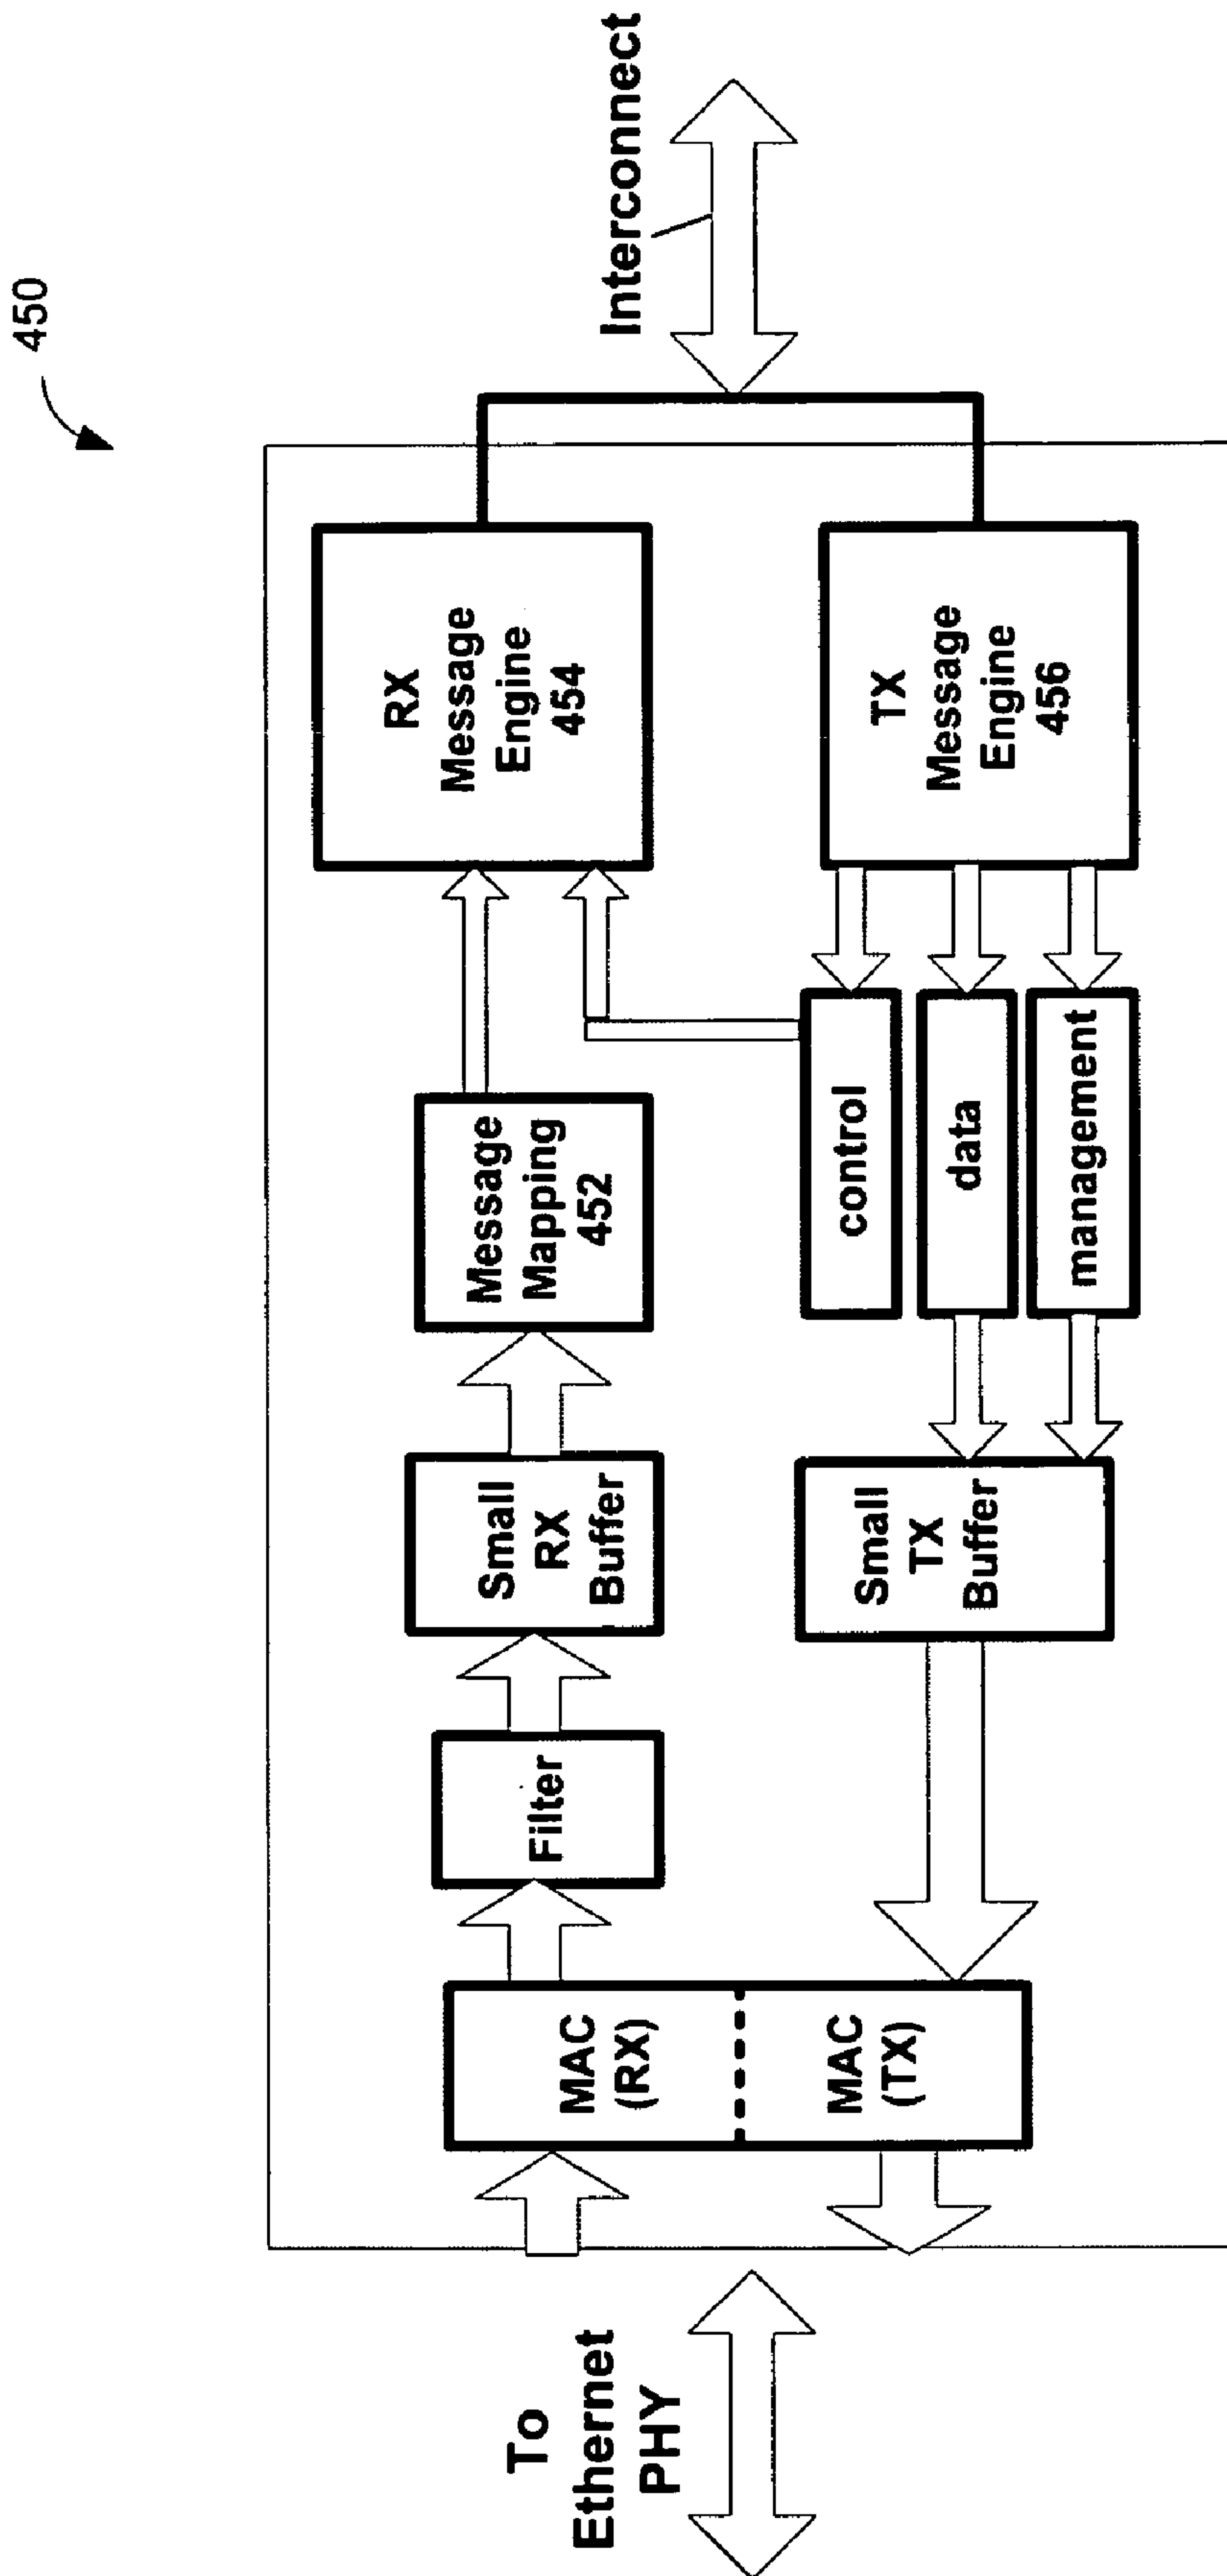 450
To
Ethernet
PHY
Interconnect
MAC
(RX)
MAC
(TX)
Filter
Small
RX
Buffer
Message
Mapping
452
RX
Message
Engine
454
Small
TX
Buffer
control
data
management
TX
Message
Engine
456